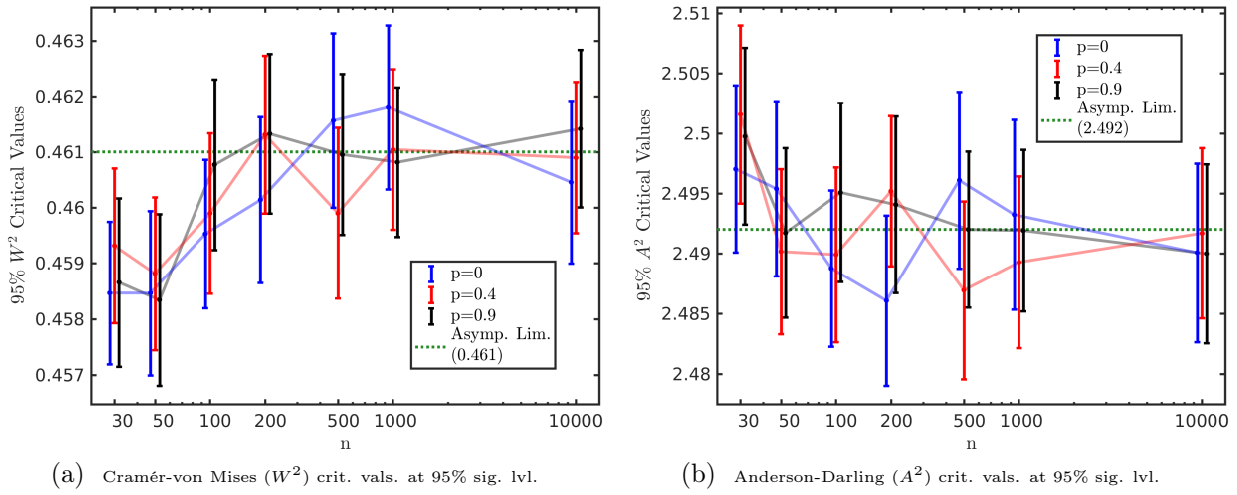 95% W² Critical Values
0.463
0.462
0.461
0.46
0.459
0.458
0.457
p=0
p=0.4
p=0.9
Asymp. Lim.
(0.461)
30 50 100 200 500 1000 10000
n
(a) Cramér-von Mises (W²) crit. vals. at 95% sig. lvl.
95% A² Critical Values
2.51
2.505
2.5
2.495
2.49
2.485
2.48
p=0
p=0.4
p=0.9
Asymp. Lim.
(2.492)
30 50 100 200 500 1000 10000
n
(b) Anderson-Darling (A²) crit. vals. at 95% sig. lvl.